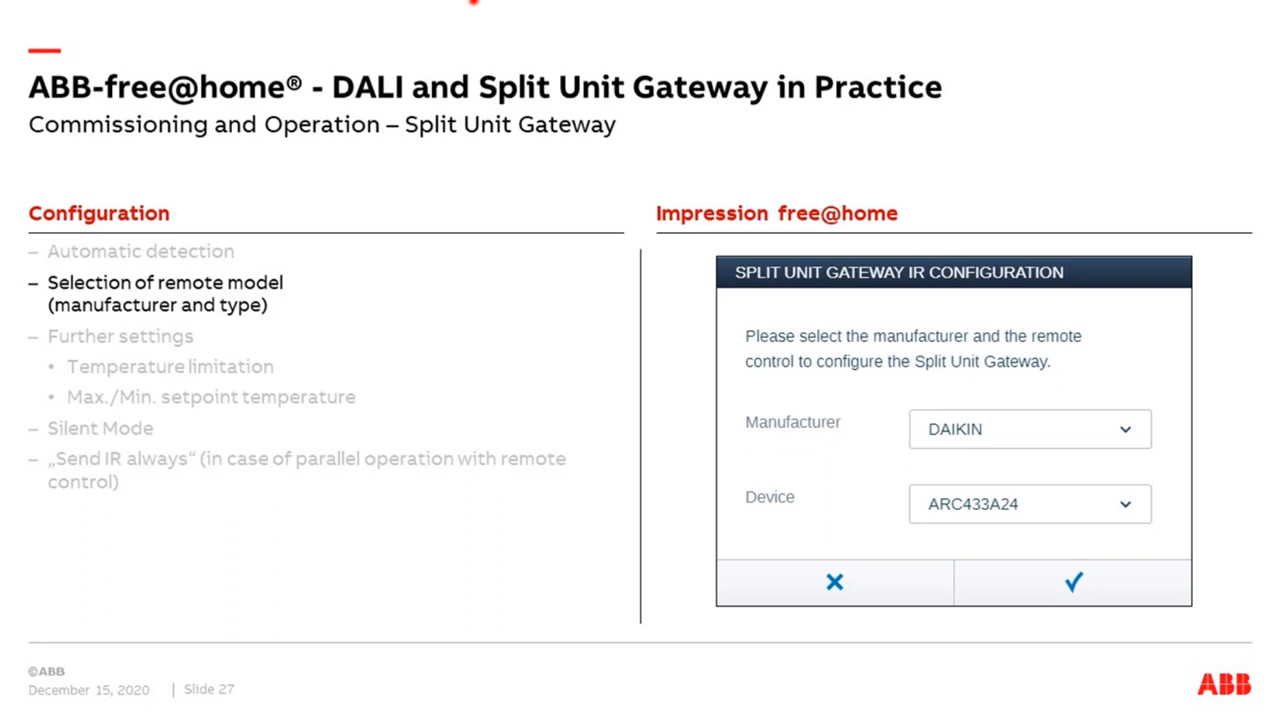 ABB-free@home® - DALI and Split Unit Gateway in Practice
Commissioning and Operation – Split Unit Gateway
Configuration
– Automatic detection
– Selection of remote model
(manufacturer and type)
– Further settings
• Temperature limitation
• Max./Min. setpoint temperature
– Silent Mode
– „Send IR always“ (in case of parallel operation with remote
control)
Impression free@home
SPLIT UNIT GATEWAY IR CONFIGURATION
Please select the manufacturer and the remote
control to configure the Split Unit Gateway.
Manufacturer
DAIKIN
Device
ARC433A24
©ABB
December 15, 2020 | Slide 27
ABB